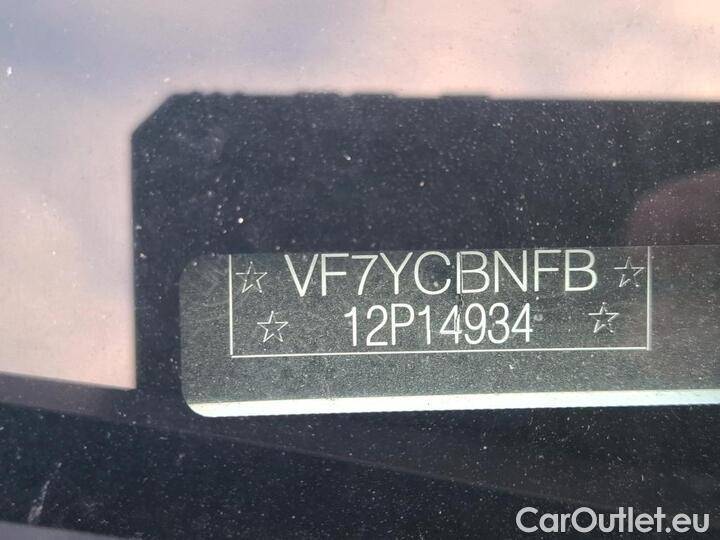 ☆ VF7YCBNFB ☆
☆ 12P14934 ☆
CarOutlet.eu